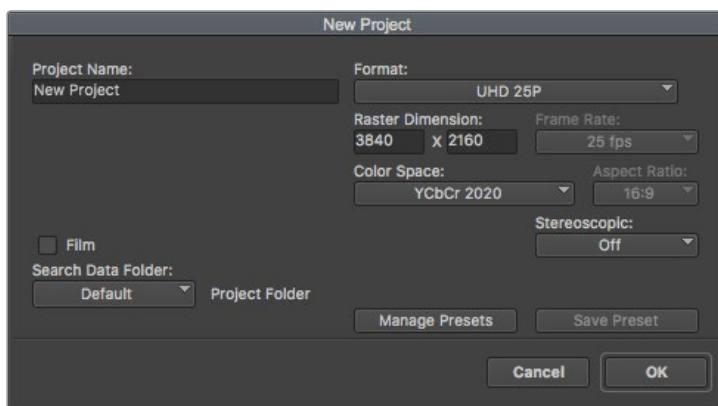 New Project
Project Name:
New Project
Format:
UHD 25P
Raster Dimension:
3840 X 2160
Frame Rate:
25 fps
Color Space:
YCbCr 2020
Aspect Ratio:
16:9
Stereoscopic:
Off
Film
Search Data Folder:
Default
Project Folder
Manage Presets
Save Preset
Cancel
OK